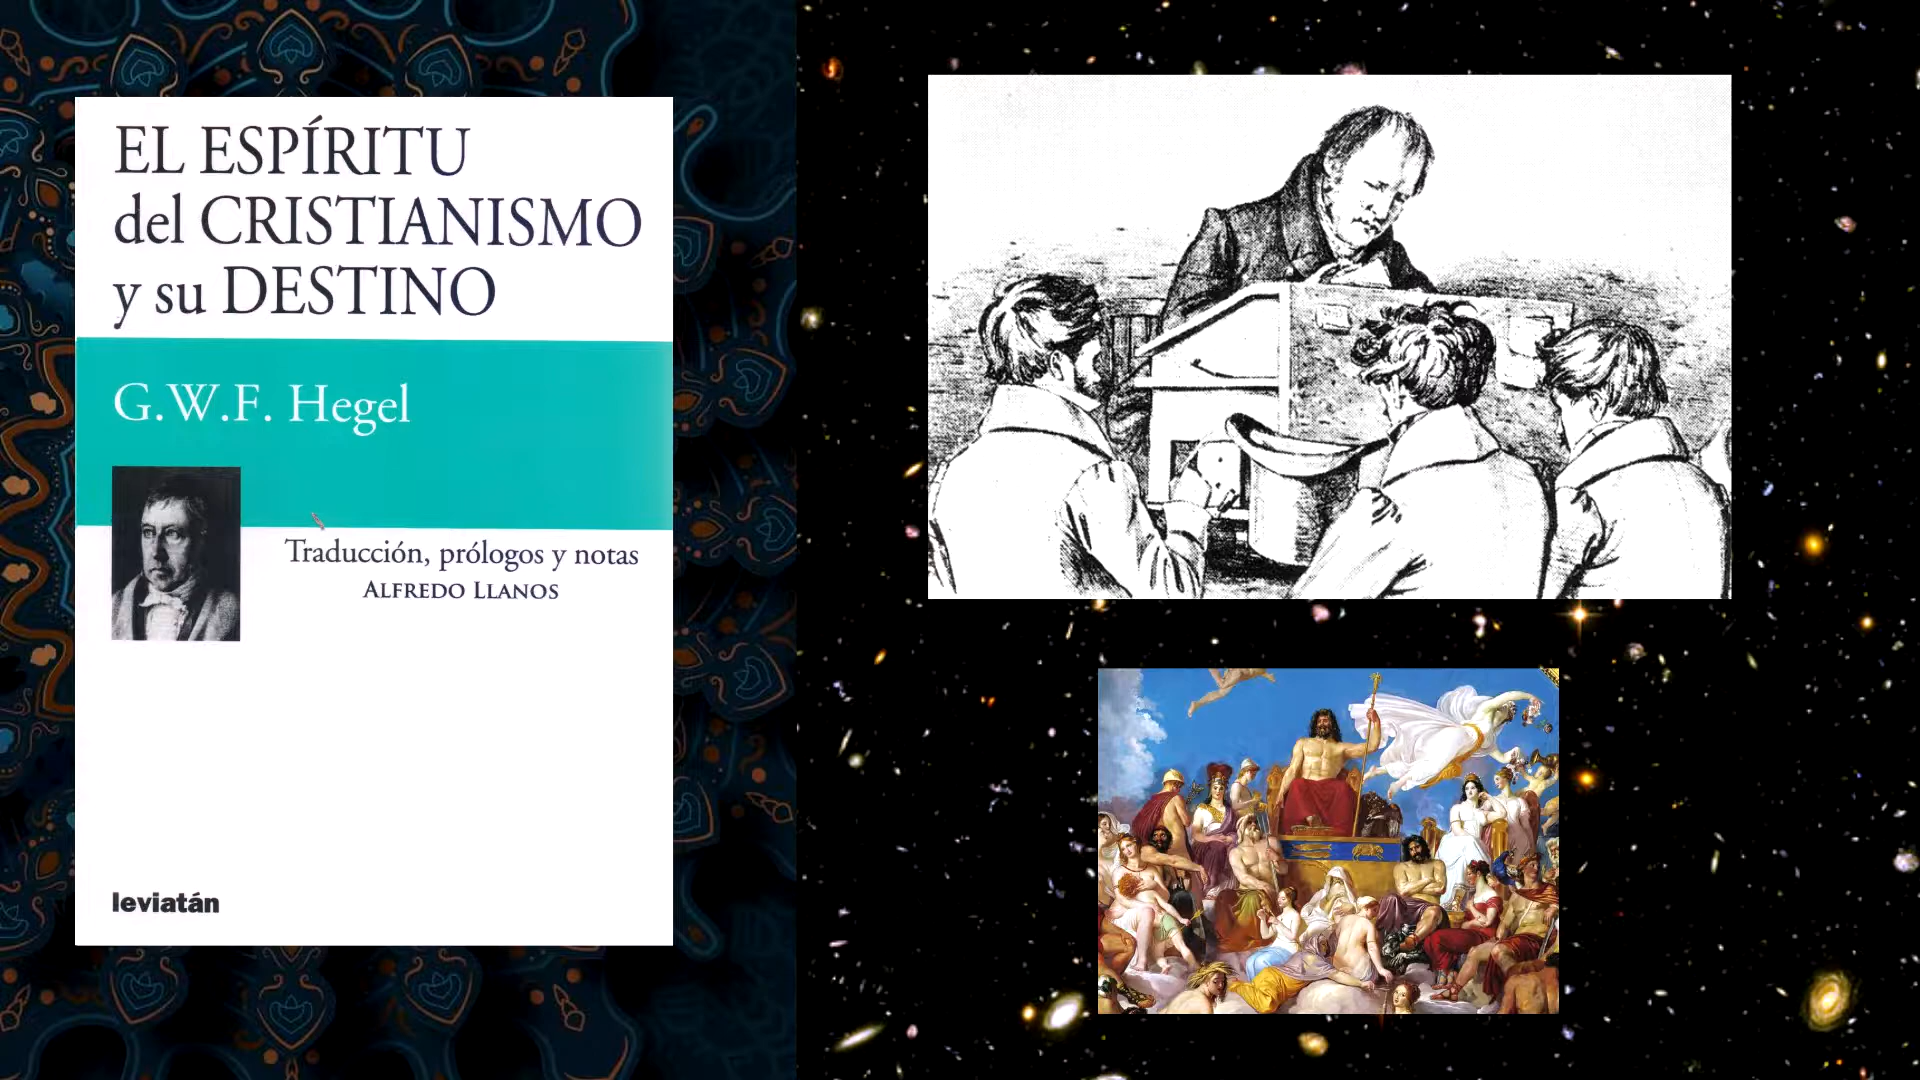 EL ESPÍRITU
del CRISTIANISMO
y su DESTINO
G.W.F. Hegel
Traducción, prólogos y notas
ALFREDO LLANOS
leviatán